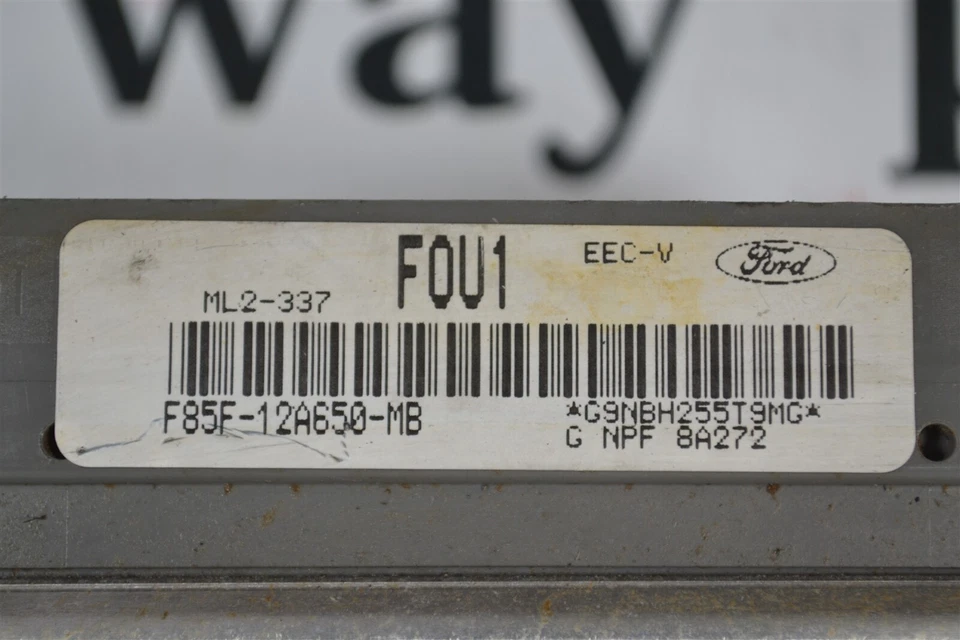 way p
FOU1
EEC-V
Ford
ML2-337
F85F-12A650-MB
*G9NBH255T9MG*
G NPF 8A272